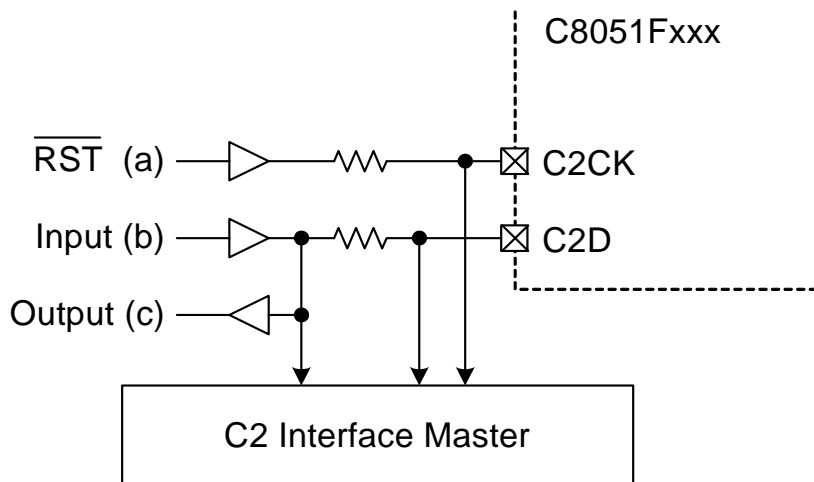 C8051Fxxx
RST (a)
C2CK
Input (b)
C2D
Output (c)
C2 Interface Master